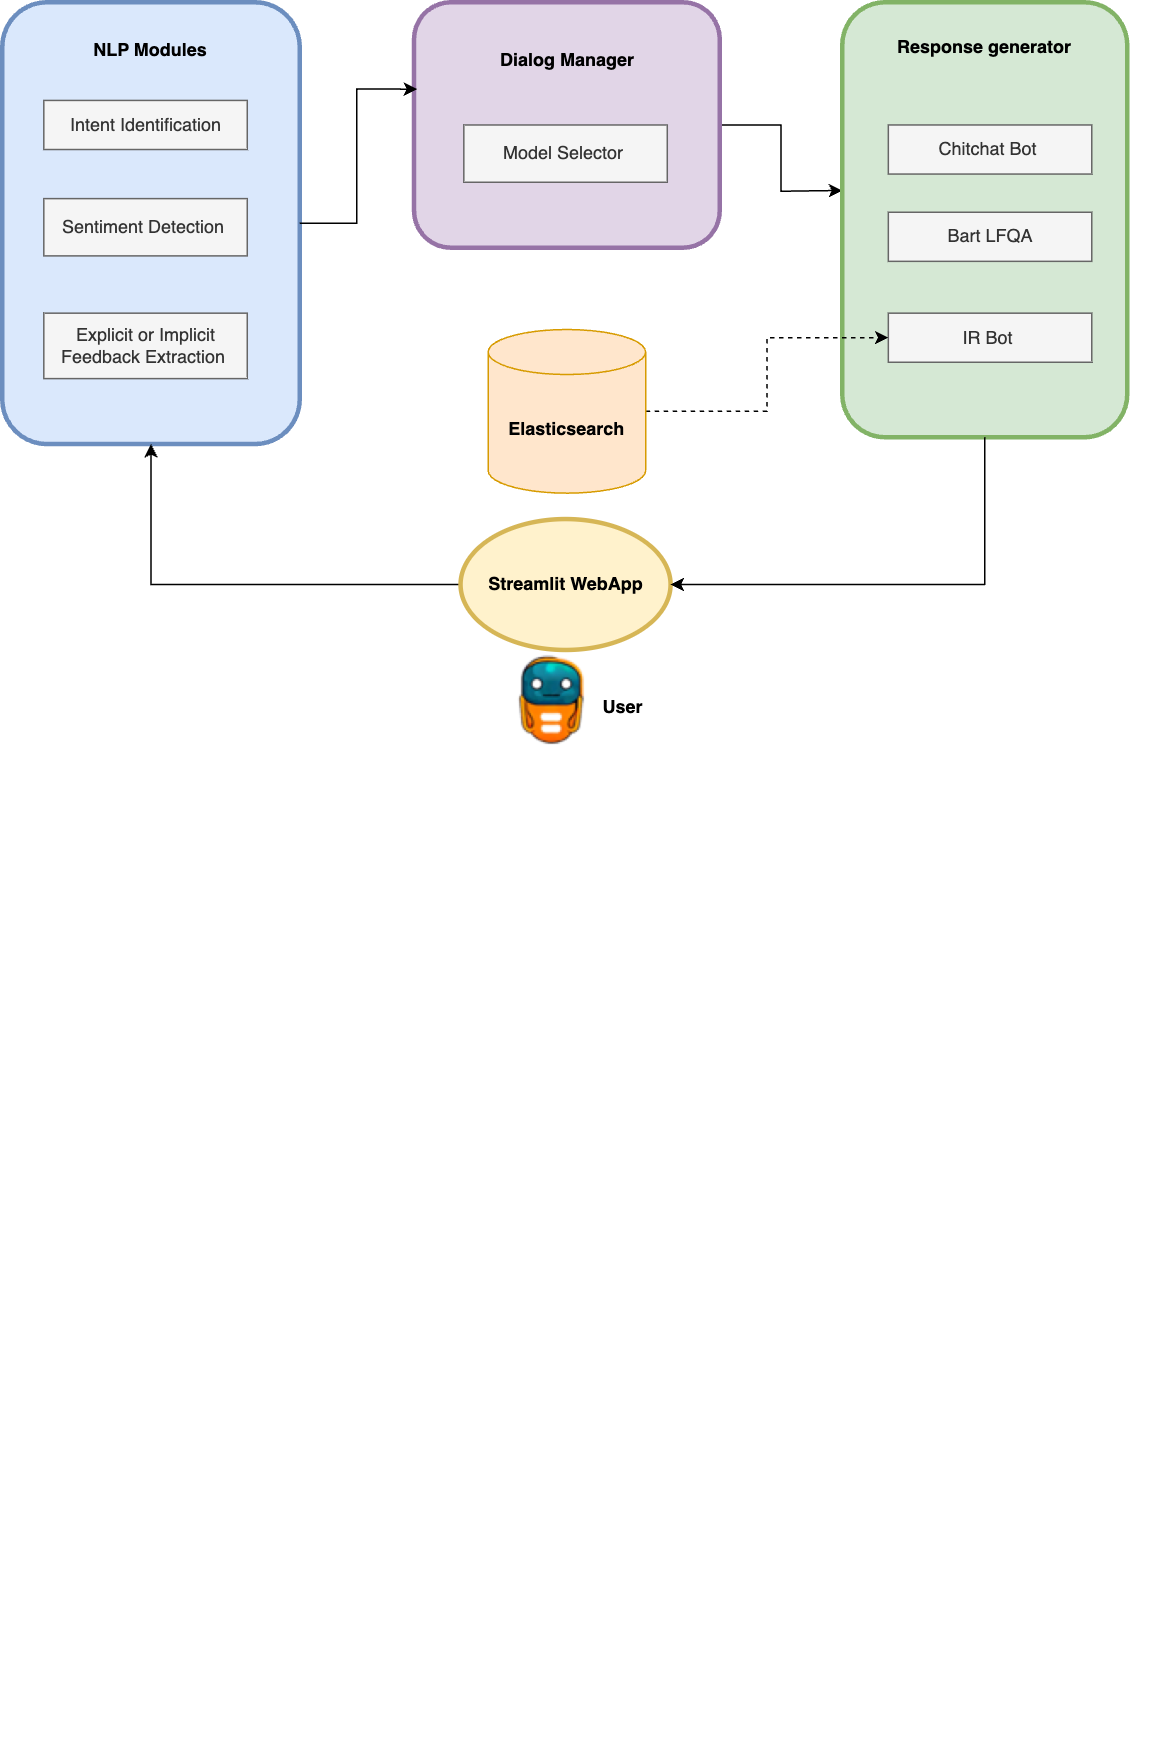 NLP Modules
Intent Identification
Sentiment Detection
Explicit or Implicit
Feedback Extraction
Dialog Manager
Model Selector
Response generator
Chitchat Bot
Bart LFQA
IR Bot
Elasticsearch
Streamlit WebApp
User